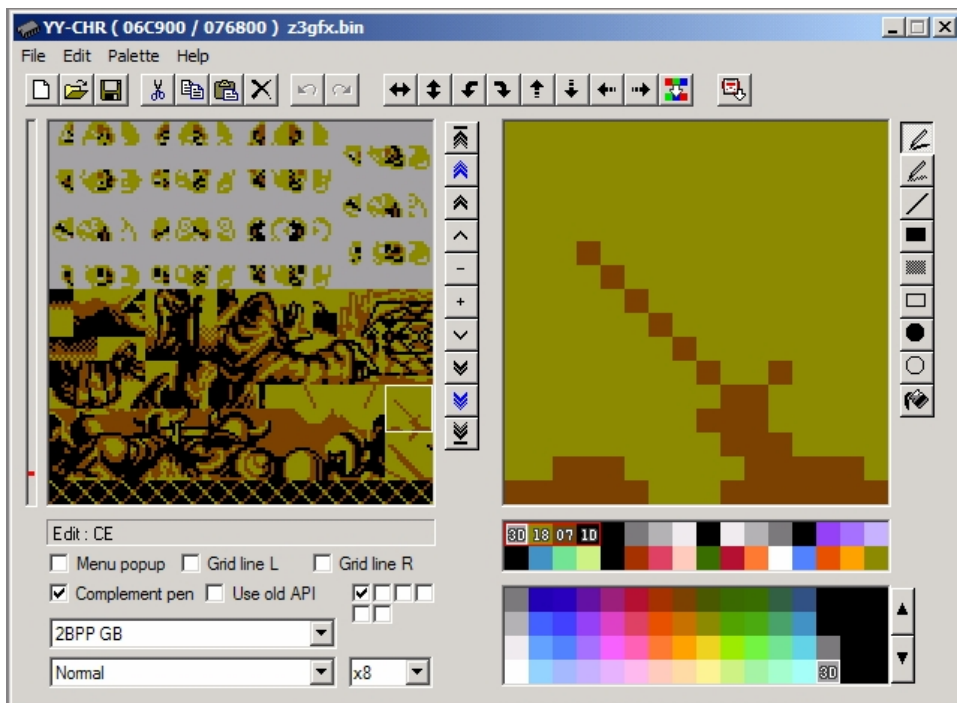 YY-CHR ( 06C900 / 076800 ) z3gfx.bin
File Edit Palette Help
3D 18 07 1D
Edit : CE
Menu popup Grid line L Grid line R
Complement pen Use old API
2BPP GB
Normal x8
3D